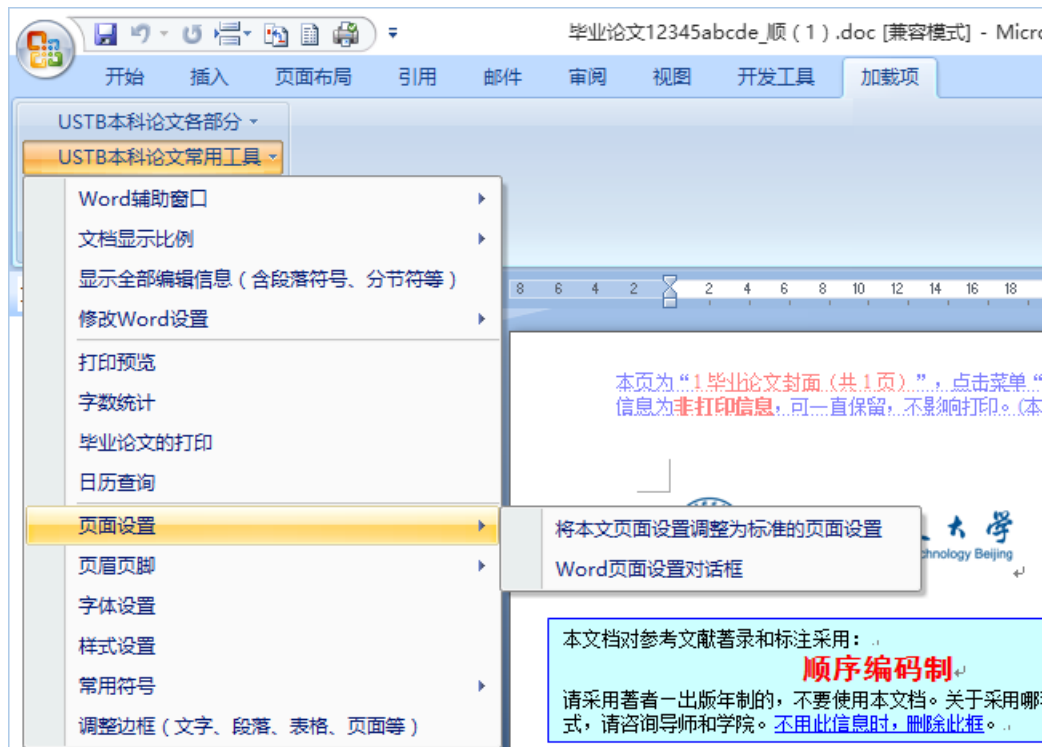 毕业论文12345abcde_顺（1）.doc [兼容模式] - Micro
开始 插入 页面布局 引用 邮件 审阅 视图 开发工具 加载项
USTB本科论文各部分
USTB本科论文常用工具
Word辅助窗口
文档显示比例
显示全部编辑信息（含段落符号、分节符等）
修改Word设置
8 6 4 2 2 4 6 8 10 12 14 16 18
打印预览
字数统计
毕业论文的打印
日历查询
页面设置
页眉页脚
字体设置
样式设置
常用符号
调整边框（文字、段落、表格、页面等）
将本文页面设置调整为标准的页面设置
Word页面设置对话框
本页为“1 毕业论文封面（共1页）”，点击菜单“
信息为非打印信息，可一直保留，不影响打印。(本
大学
hnology Beijing
本文档对参考文献著录和标注采用：
顺序编码制
请采用著者—出版年制的，不要使用本文档。关于采用哪
式，请咨询导师和学院。不用此信息时，删除此框。